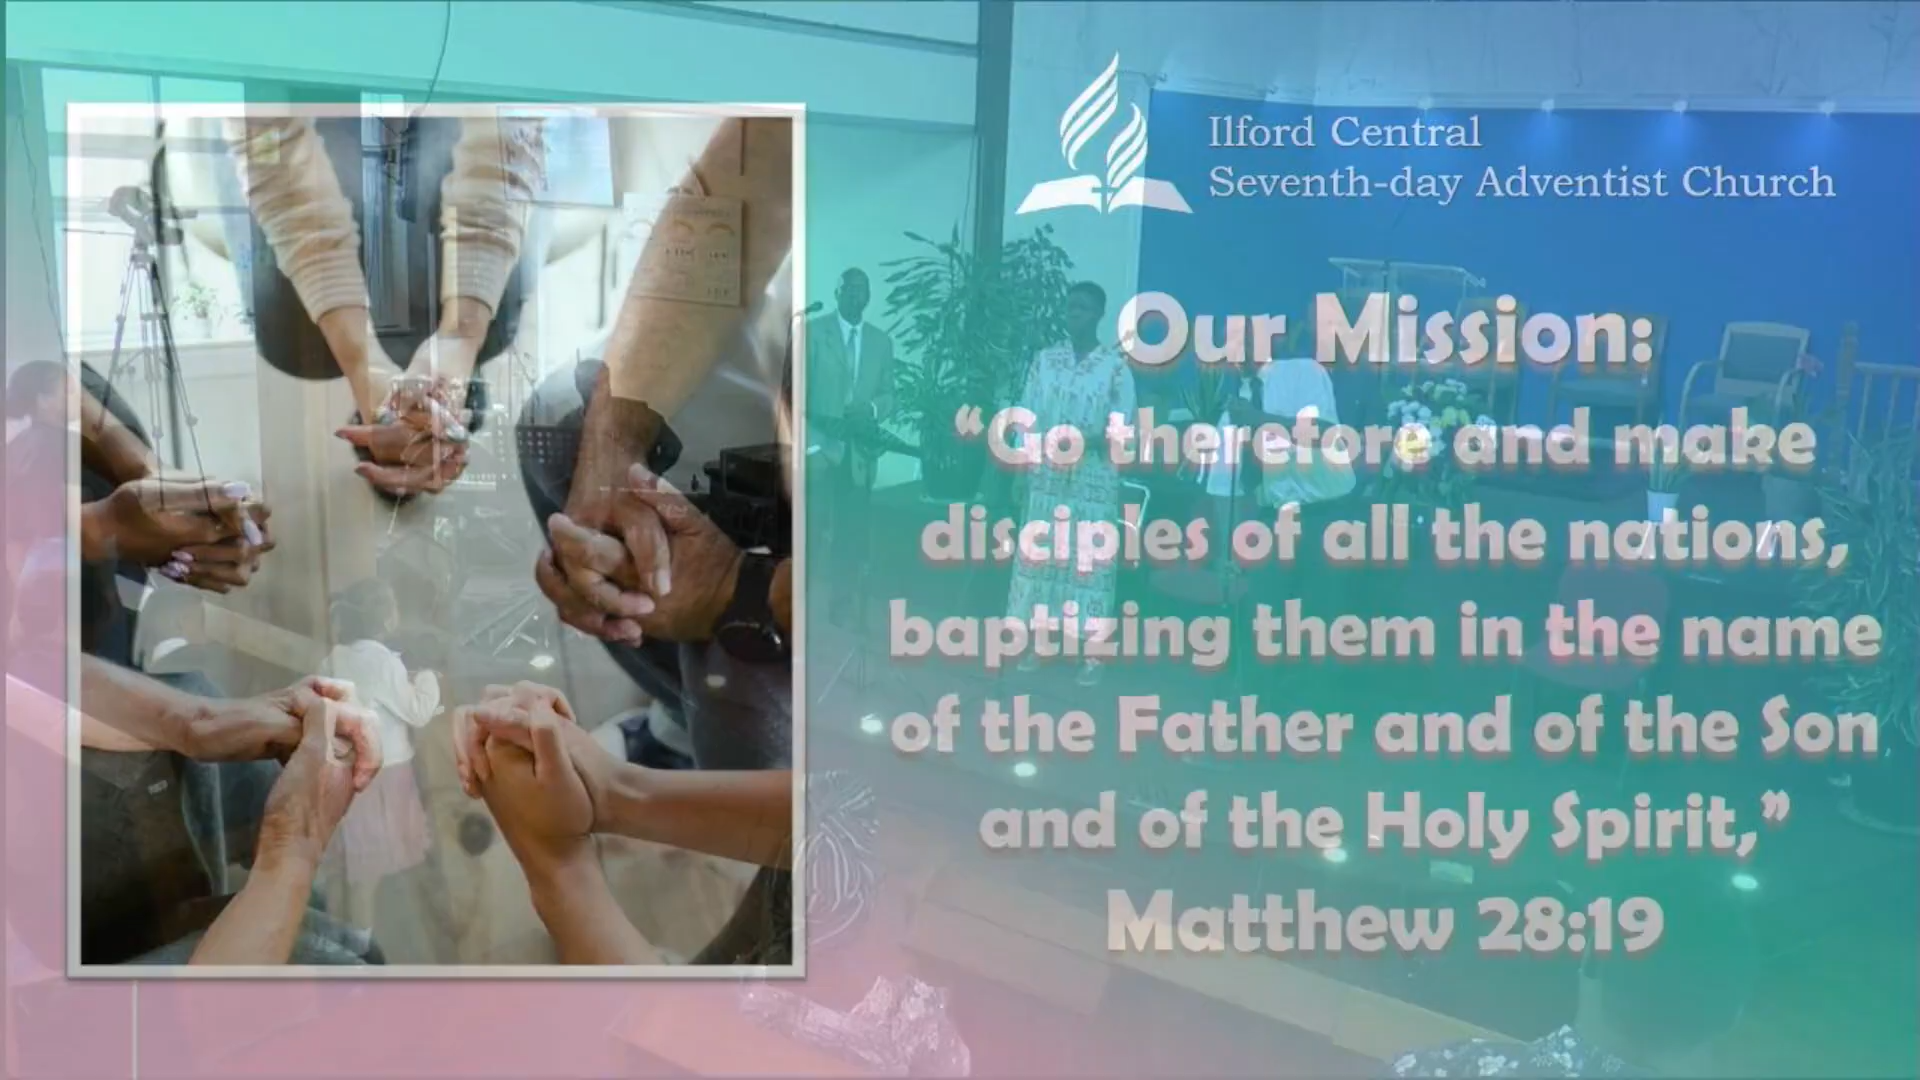 Ilford Central
Seventh-day Adventist Church
Our Mission:
“Go therefore and make
disciples of all the nations,
baptizing them in the name
of the Father and of the Son
and of the Holy Spirit,”
Matthew 28:19